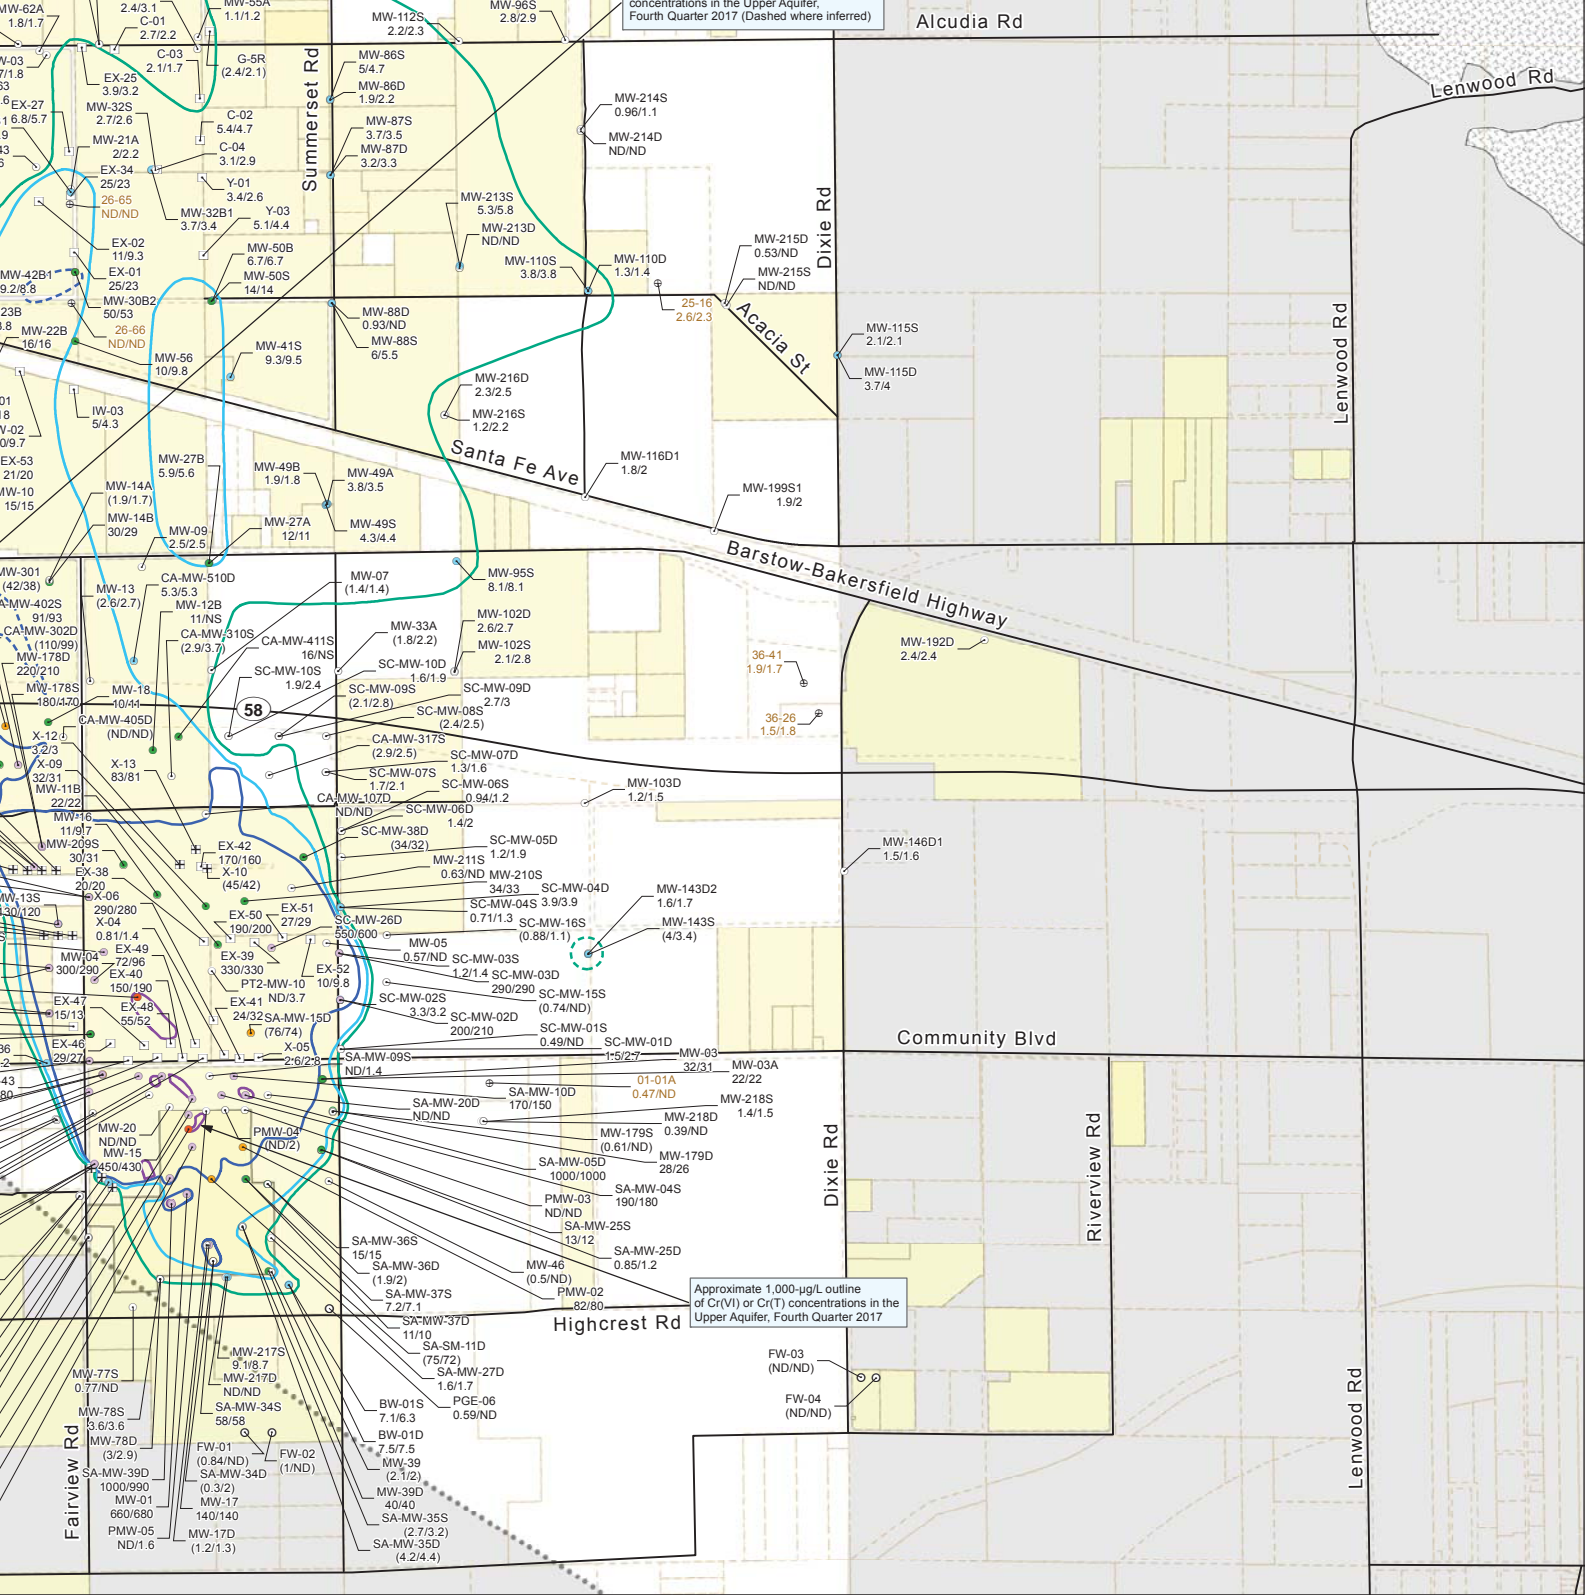 MW-62A
1.8/1.7
2.4/3.1
C-01
2.7/2.2
MW-55A
1.1/1.2
MW-112S
2.2/2.3
MW-96S
2.8/2.9
concentrations in the Upper Aquifer,
Fourth Quarter 2017 (Dashed where inferred)
Alcudia Rd
Lenwood Rd
C-03
2.1/1.7
G-5R
(2.4/2.1)
EX-25
3.9/3.2
MW-86S
5/4.7
MW-86D
1.9/2.2
Summerset Rd
EX-27
6.8/5.7
MW-32S
2.7/2.6
C-02
5.4/4.7
MW-87S
3.7/3.5
MW-87D
3.2/3.3
MW-214S
0.96/1.1
MW-214D
ND/ND
MW-21A
2/2.2
C-04
3.1/2.9
EX-34
25/23
Y-01
3.4/2.6
26-65
ND/ND
MW-32B1
3.7/3.4
Y-03
5.1/4.4
MW-213S
5.3/5.8
MW-213D
ND/ND
Dixie Rd
MW-215D
0.53/ND
MW-215S
ND/ND
EX-02
11/9.3
MW-50B
6.7/6.7
MW-50S
14/14
MW-110S
3.8/3.8
MW-110D
1.3/1.4
MW-42B1
9.2/8.8
EX-01
25/23
MW-30B2
50/53
25-16
2.6/2.3
Acacia St
23B
MW-22B
16/16
26-66
ND/ND
MW-88D
0.93/ND
MW-88S
6/5.5
MW-115S
2.1/2.1
MW-115D
3.7/4
Lenwood Rd
MW-56
10/9.8
MW-41S
9.3/9.5
MW-216D
2.3/2.5
MW-216S
1.2/2.2
IW-03
5/4.3
Santa Fe Ave
EX-53
21/20
MW-27B
5.9/5.6
MW-49B
1.9/1.8
MW-49A
3.8/3.5
MW-116D1
1.8/2
MW-10
15/15
MW-14A
(1.9/1.7)
MW-14B
30/29
MW-199S1
1.9/2
MW-09
2.5/2.5
MW-27A
12/11
MW-49S
4.3/4.4
Barstow-Bakersfield Highway
MW-301
(42/38)
MW-13
(2.6/2.7)
CA-MW-510D
5.3/5.3
MW-07
(1.4/1.4)
MW-95S
8.1/8.1
A-MW-402S
91/93
MW-12B
11/NS
CA-MW-302D
(110/99)
CA-MW-310S
(2.9/3.7)
CA-MW-411S
16/NS
MW-33A
(1.8/2.2)
MW-102D
2.6/2.7
MW-102S
2.1/2.8
MW-192D
2.4/2.4
MW-178D
220/210
SC-MW-10S
1.9/2.4
SC-MW-10D
1.6/1.9
36-41
1.9/1.7
MW-178S
180/170
MW-18
10/11
SC-MW-09S
(2.1/2.8)
SC-MW-09D
2.7/3
58
SC-MW-08S
(2.4/2.5)
36-26
1.5/1.8
CA-MW-405D
(ND/ND)
X-12
3.2/3
CA-MW-317S
(2.9/2.5)
SC-MW-07D
1.3/1.6
X-09
32/31
X-13
83/81
SC-MW-07S
1.7/2.1
MW-11B
22/22
SC-MW-06S
0.94/1.2
MW-103D
1.2/1.5
CA-MW-107D
ND/ND
SC-MW-06D
1.4/2
MW-16
11/9.7
SC-MW-38D
(34/32)
SC-MW-05D
1.2/1.9
MW-146D1
1.5/1.6
MW-209S
30/31
EX-42
170/160
MW-211S
0.63/ND
EX-38
20/20
X-10
(45/42)
MW-210S
34/33
SC-MW-04D
3.9/3.9
MW-143D2
1.6/1.7
MW-13S
130/120
X-06
290/280
SC-MW-04S
0.71/1.3
EX-51
27/29
EX-50
190/200
SC-MW-26D
550/600
SC-MW-16S
(0.88/1.1)
MW-143S
(4/3.4)
X-04
0.81/1.4
EX-49
72/96
MW-05
0.57/ND
MW-04
300/290
EX-39
330/330
EX-52
10/9.8
SC-MW-03S
1.2/1.4
SC-MW-03D
290/290
EX-40
150/190
PT2-MW-10
ND/3.7
SC-MW-15S
(0.74/ND)
EX-47
15/13
EX-48
55/52
EX-41
24/32
SC-MW-02S
3.3/3.2
SC-MW-02D
200/210
SA-MW-15D
(76/74)
SC-MW-01S
0.49/ND
Community Blvd
EX-46
29/27
X-05
2.6/2.8
SA-MW-09S
ND/1.4
SC-MW-01D
1.5/2.7
MW-03
32/31
MW-03A
22/22
01-01A
0.47/ND
SA-MW-10D
170/150
SA-MW-20D
ND/ND
MW-218S
1.4/1.5
MW-218D
0.39/ND
MW-20
ND/ND
PMW-04
(ND/2)
MW-179S
(0.61/ND)
MW-15
450/430
MW-179D
28/26
Dixie Rd
Riverview Rd
SA-MW-05D
1000/1000
SA-MW-04S
190/180
PMW-03
ND/ND
SA-MW-25S
13/12
SA-MW-36S
15/15
SA-MW-25D
0.85/1.2
SA-MW-36D
(1.9/2)
MW-46
(0.5/ND)
SA-MW-37S
7.2/7.1
PMW-02
82/80
Approximate 1,000-µg/L outline
of Cr(VI) or Cr(T) concentrations in the
Upper Aquifer, Fourth Quarter 2017
SA-MW-37D
11/10
Highcrest Rd
SA-SM-11D
(75/72)
MW-217S
9.1/8.7
SA-MW-27D
1.6/1.7
FW-03
(ND/ND)
MW-77S
0.77/ND
MW-217D
ND/ND
PGE-06
0.59/ND
FW-04
(ND/ND)
BW-01S
7.1/6.3
SA-MW-34S
58/58
MW-78S
3.6/3.6
BW-01D
7.5/7.5
MW-78D
(3/2.9)
FW-01
(0.84/ND)
FW-02
(1/ND)
MW-39
(2.1/2)
Fairview Rd
SA-MW-39D
1000/990
SA-MW-34D
(0.3/2)
MW-39D
40/40
Lenwood Rd
MW-01
660/680
MW-17
140/140
SA-MW-35S
(2.7/3.2)
PMW-05
ND/1.6
MW-17D
(1.2/1.3)
SA-MW-35D
(4.2/4.4)